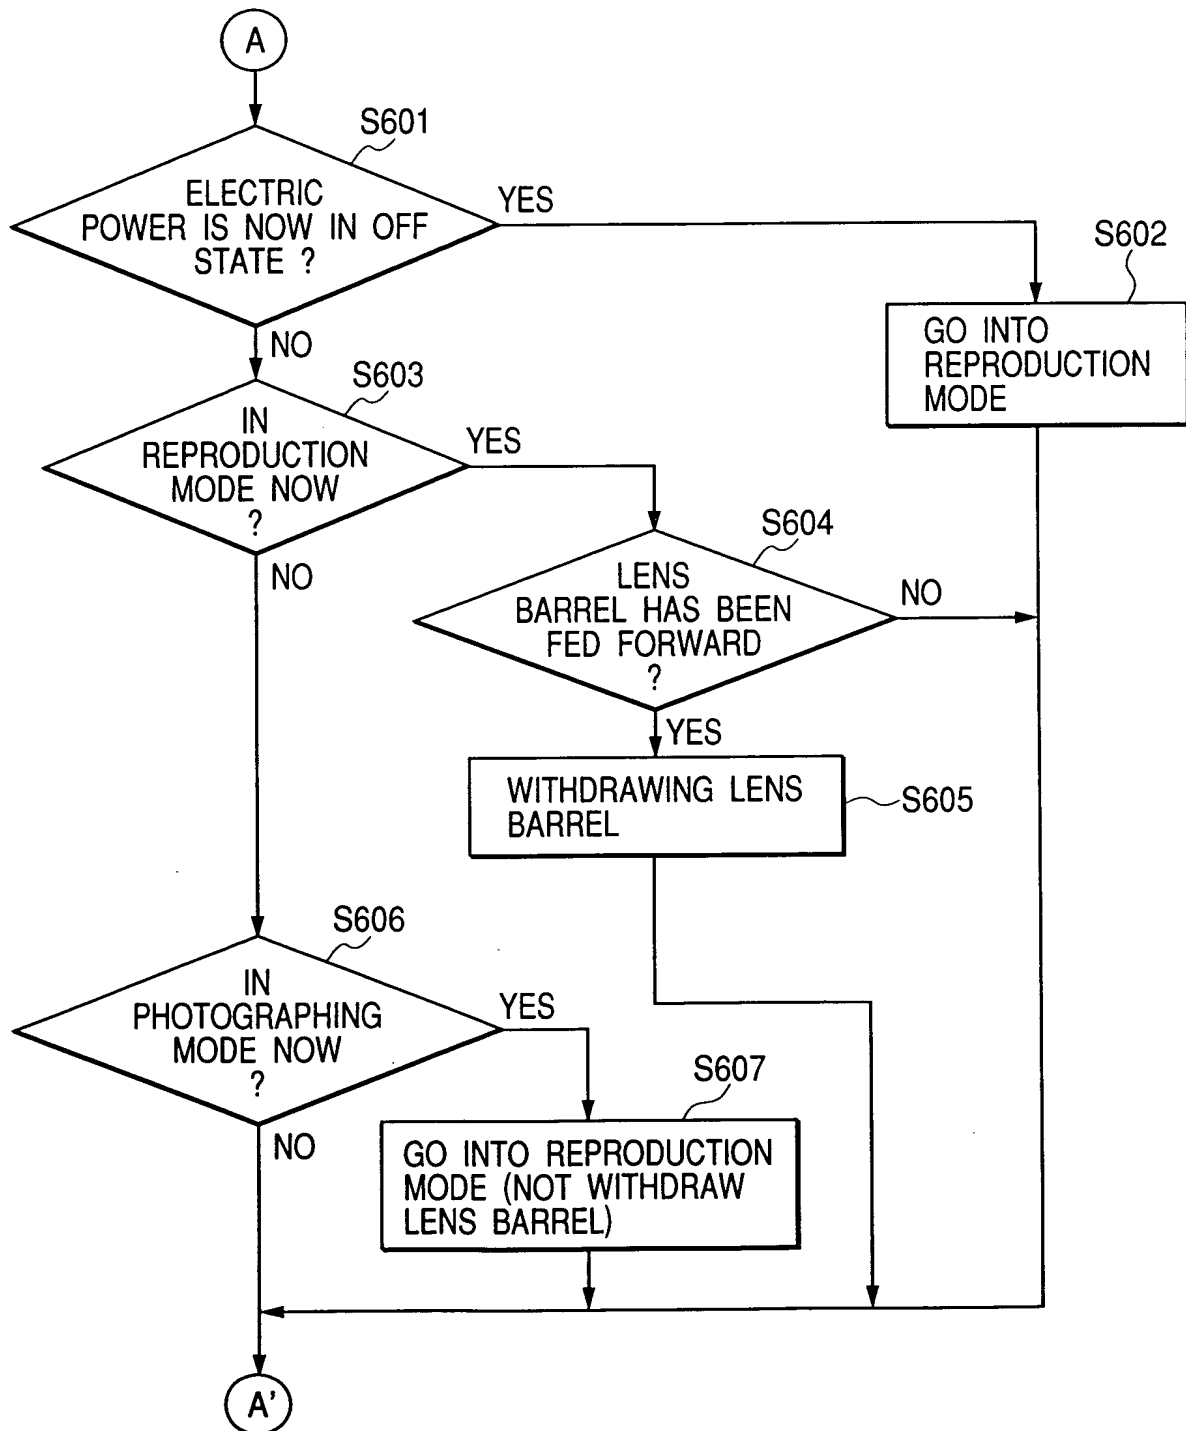 A
S601
ELECTRIC
POWER IS NOW IN OFF
STATE ?
YES
S602
GO INTO
REPRODUCTION
MODE
NO
S603
IN
REPRODUCTION
MODE NOW
?
YES
S604
LENS
BARREL HAS BEEN
FED FORWARD
?
NO
NO
YES
WITHDRAWING LENS
BARREL
S605
S606
IN
PHOTOGRAPHING
MODE NOW
?
YES
S607
GO INTO REPRODUCTION
MODE (NOT WITHDRAW
LENS BARREL)
NO
A'